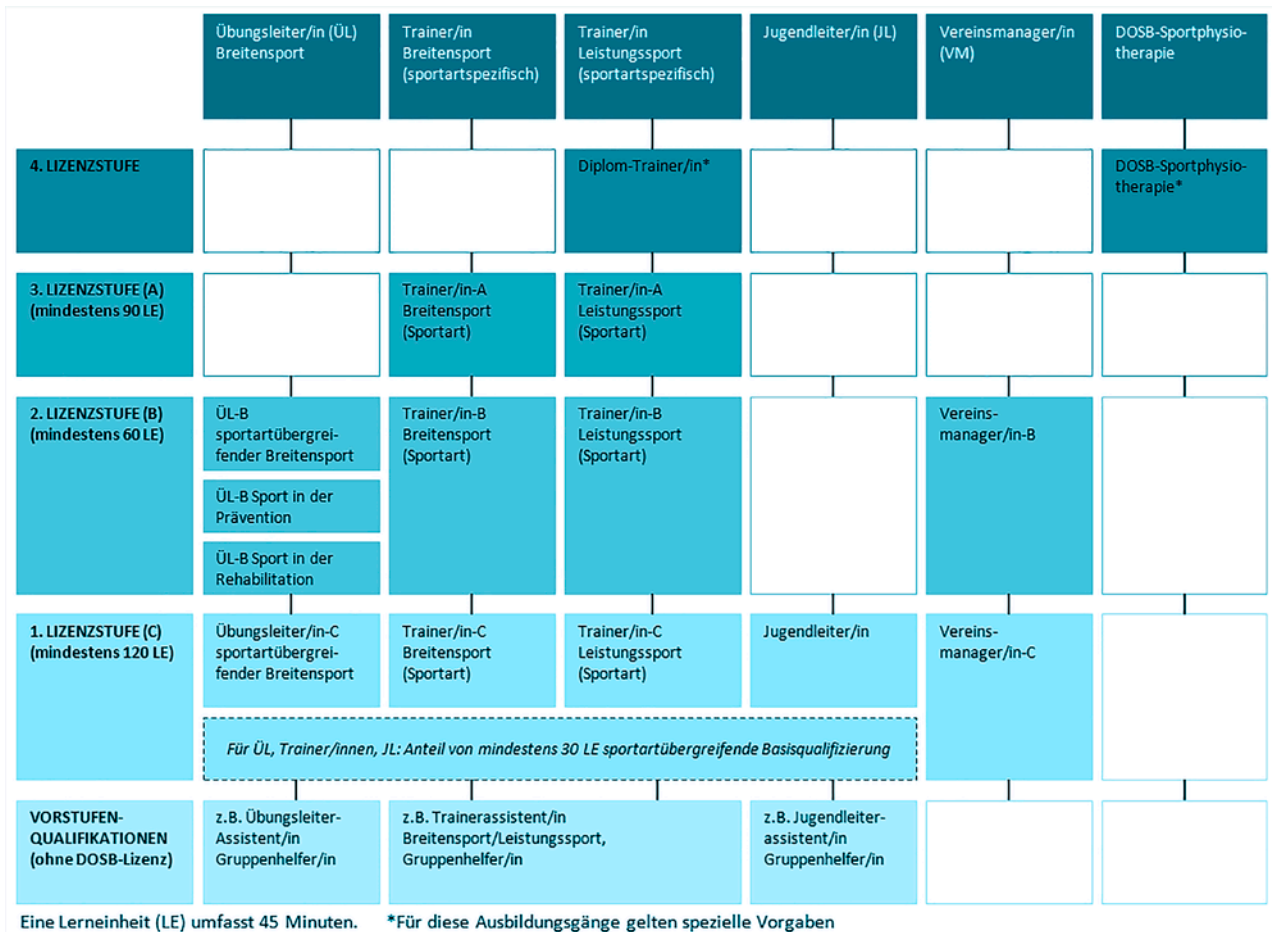 Übungsleiter/in (ÜL)
Breitensport
Trainer/in
Breitensport
(sportartspezifisch)
Trainer/in
Leistungssport
(sportartspezifisch)
Jugendleiter/in (JL)
Vereinsmanager/in
(VM)
DOSB-Sportphysio-
therapie
4. LIZENZSTUFE
Diplom-Trainer/in*
DOSB-Sportphysio-
therapie*
3. LIZENZSTUFE (A)
(mindestens 90 LE)
Trainer/in-A
Breitensport
(Sportart)
Trainer/in-A
Leistungssport
(Sportart)
2. LIZENZSTUFE (B)
(mindestens 60 LE)
ÜL-B
sportartübergrei-
fender Breitensport
ÜL-B Sport in der
Prävention
ÜL-B Sport in der
Rehabilitation
Trainer/in-B
Breitensport
(Sportart)
Trainer/in-B
Leistungssport
(Sportart)
Vereins-
manager/in-B
1. LIZENZSTUFE (C)
(mindestens 120 LE)
Übungsleiter/in-C
sportartübergrei-
fender Breitensport
Trainer/in-C
Breitensport
(Sportart)
Trainer/in-C
Leistungssport
(Sportart)
Jugendleiter/in
Vereins-
manager/in-C
Für ÜL, Trainer/innen, JL: Anteil von mindestens 30 LE sportartübergreifende Basisqualifizierung
VORSTUFEN-
QUALIFIKATIONEN
(ohne DOSB-Lizenz)
z.B. Übungsleiter-
Assistent/in
Gruppenhelfer/in
z.B. Trainerassistent/in
Breitensport/Leistungssport,
Gruppenhelfer/in
z.B. Jugendleiter-
assistent/in
Gruppenhelfer/in
Eine Lerneinheit (LE) umfasst 45 Minuten. *Für diese Ausbildungsgänge gelten spezielle Vorgaben